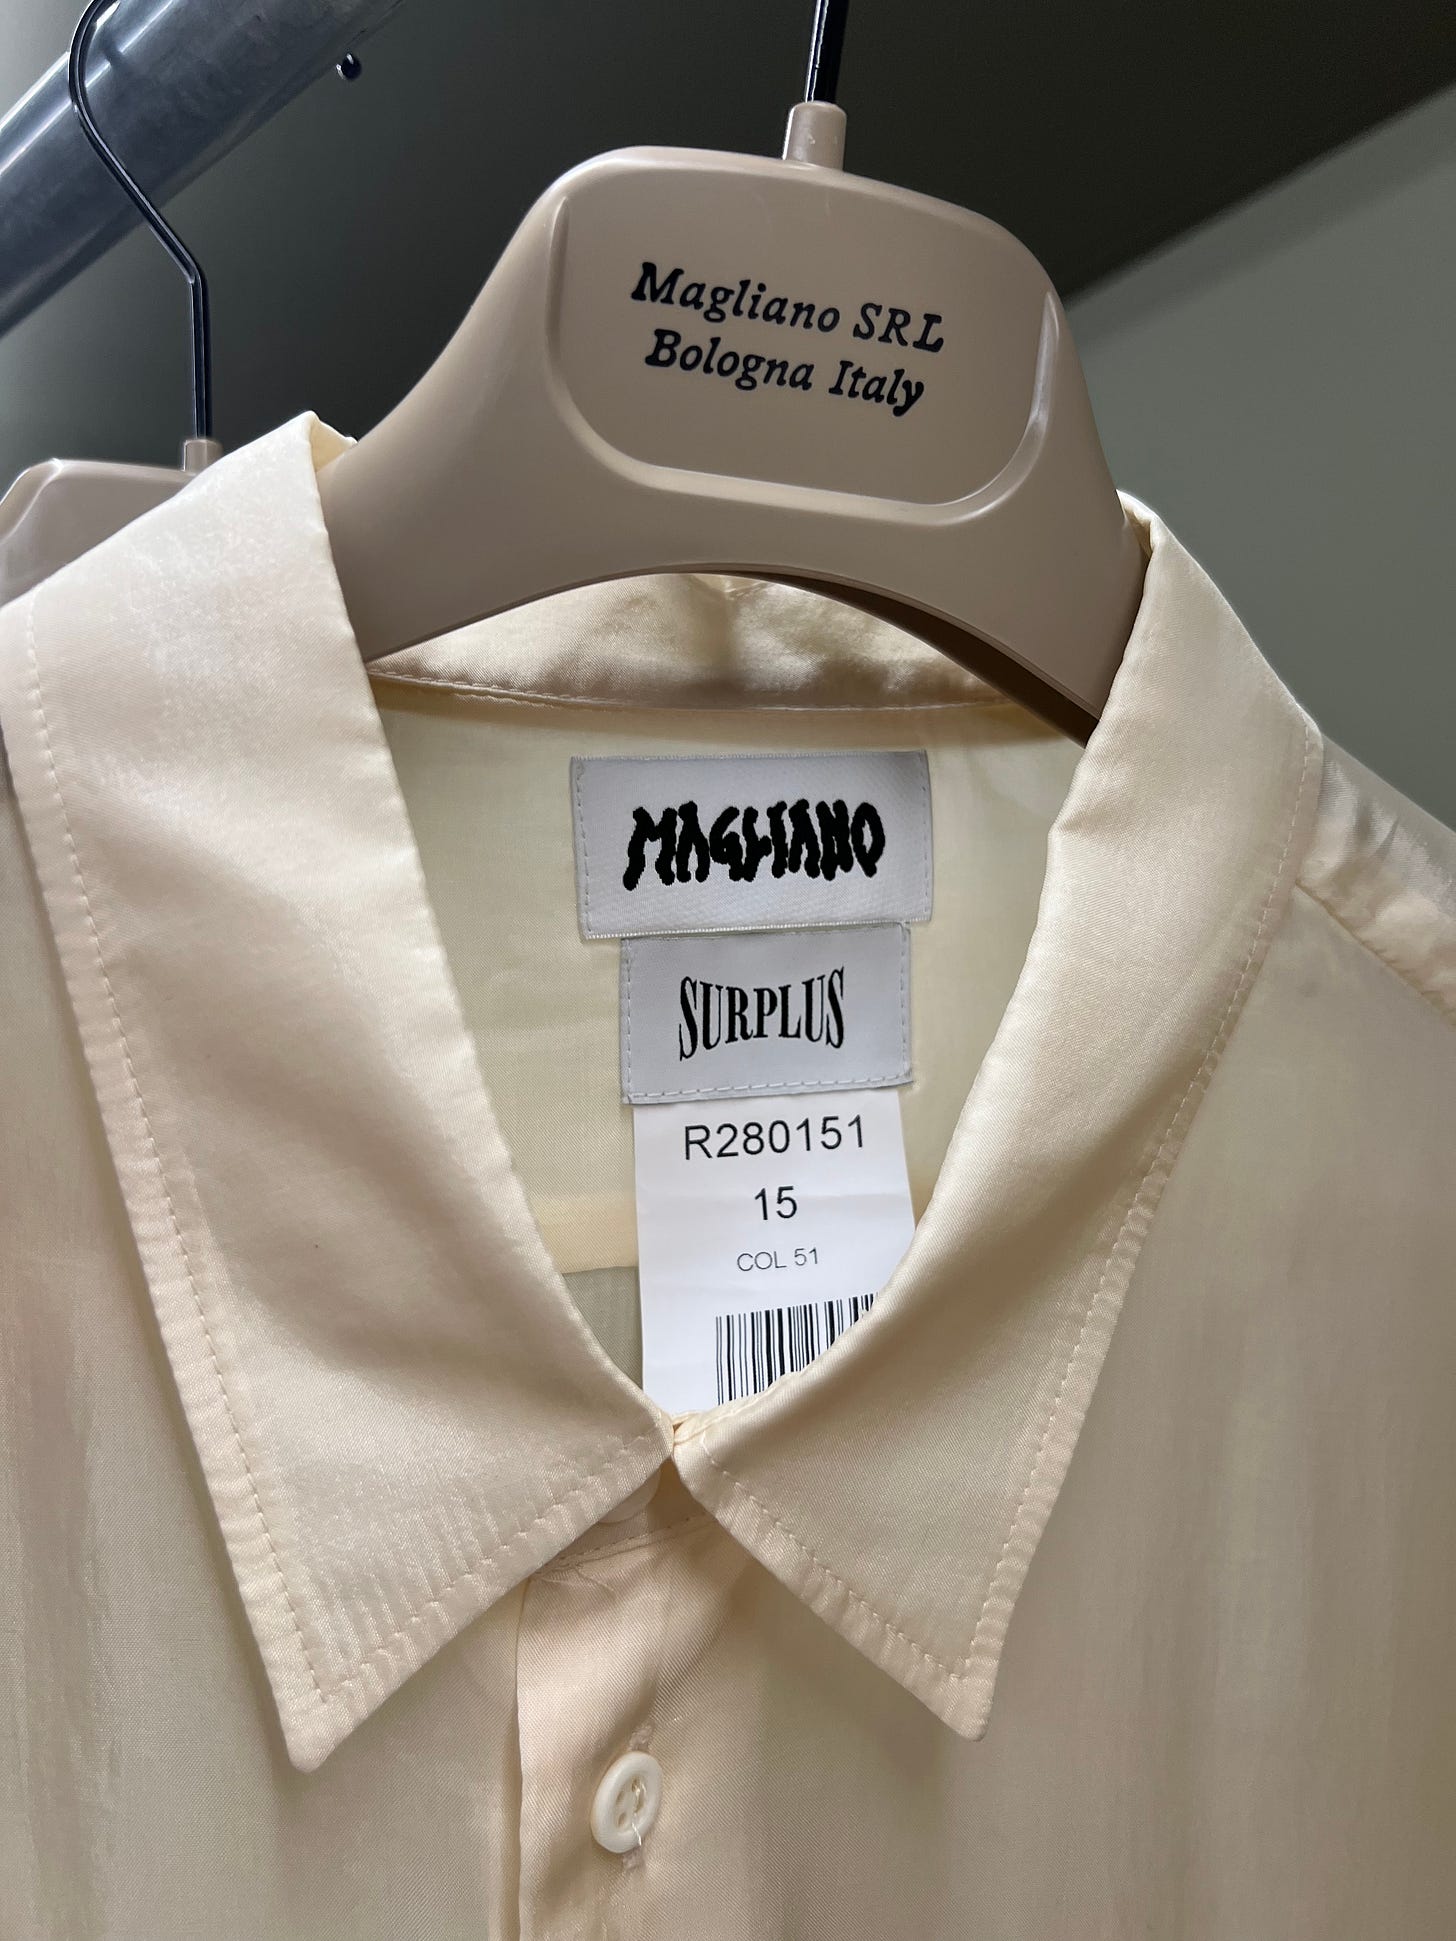 Magliano SRL
Bologna Italy
MAGLIANO
SURPLUS
R280151
15
COL 51